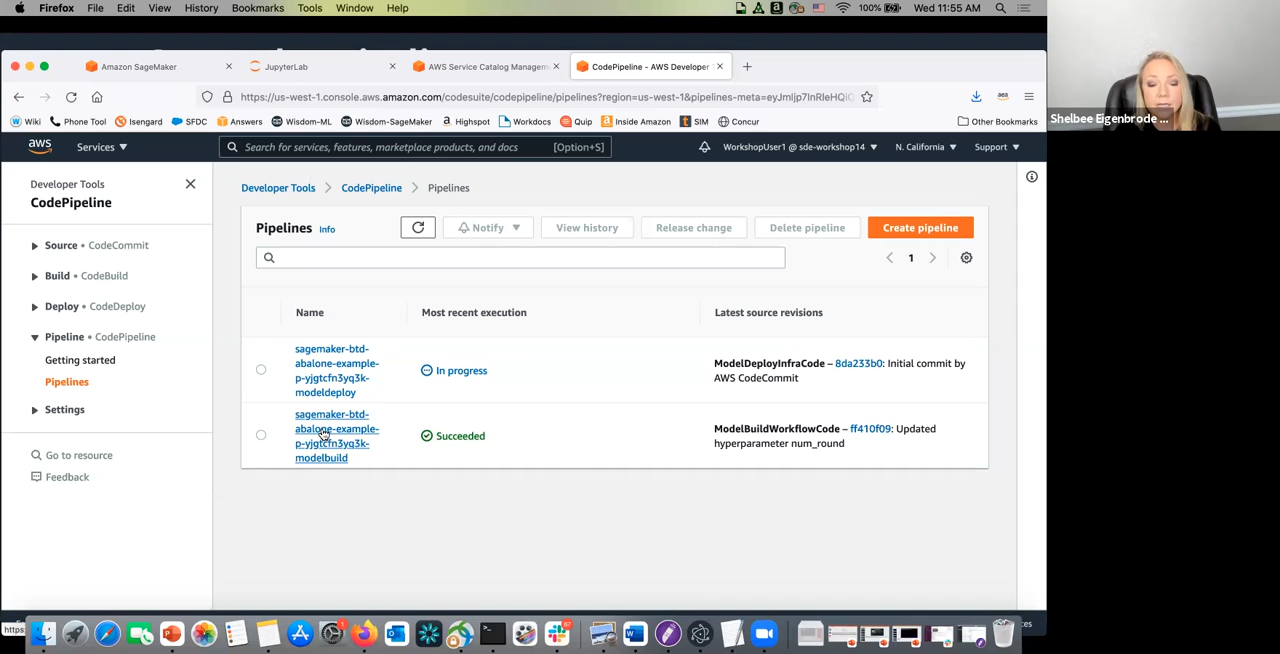 Firefox File Edit View History Bookmarks Tools Window Help 100% Wed 11:55 AM
Amazon SageMaker
JupyterLab
AWS Service Catalog Managem
CodePipeline - AWS Developer
Shelbee Eigenbrode ...
Wiki Phone Tool Isengard SFDC Answers Wisdom-ML Wisdom-SageMaker Highspot Workdocs Quip Inside Amazon SIM Concur Other Bookmarks
aws Services Search for services, features, marketplace products, and docs [Option+S] WorkshopUser1 @ sde-workshop14 N. California Support
Developer Tools
CodePipeline
Source • CodeCommit
Build • CodeBuild
Deploy • CodeDeploy
Pipeline • CodePipeline
Getting started
Pipelines
Settings
Go to resource
Feedback
Developer Tools CodePipeline Pipelines
Pipelines Info Notify View history Release change Delete pipeline Create pipeline
1
Name Most recent execution Latest source revisions
sagemaker-btd-
abalone-example-
p-yjgtcfn3yq3k-
modeldeploy
In progress
ModelDeployInfraCode – 8da233b0: Initial commit by
AWS CodeCommit
sagemaker-btd-
abalone-example-
p-yjgtcfn3yq3k-
modelbuild
Succeeded
ModelBuildWorkflowCode – ff410f09: Updated
hyperparameter num_round
https: